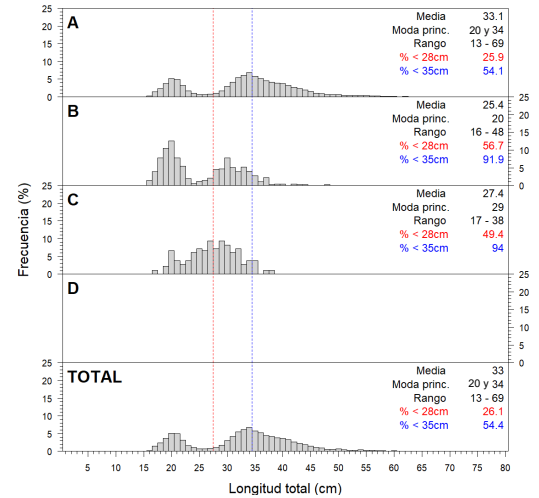 25
20
15
10
5
0
A
Media 33.1
Moda princ. 20 y 34
Rango 13 - 69
% < 28cm 25.9
% < 35cm 54.1
B
Media 25.4
Moda princ. 20
Rango 16 - 48
% < 28cm 56.7
% < 35cm 91.9
25
20
15
10
5
0
25
20
15
10
5
0
C
Media 27.4
Moda princ. 29
Rango 17 - 38
% < 28cm 49.4
% < 35cm 94
D
25
20
15
10
5
0
25
20
15
10
5
0
TOTAL
Media 33
Moda princ. 20 y 34
Rango 13 - 69
% < 28cm 26.1
% < 35cm 54.4
Frecuencia (%)
5 10 15 20 25 30 35 40 45 50 55 60 65 70 75 80
Longitud total (cm)